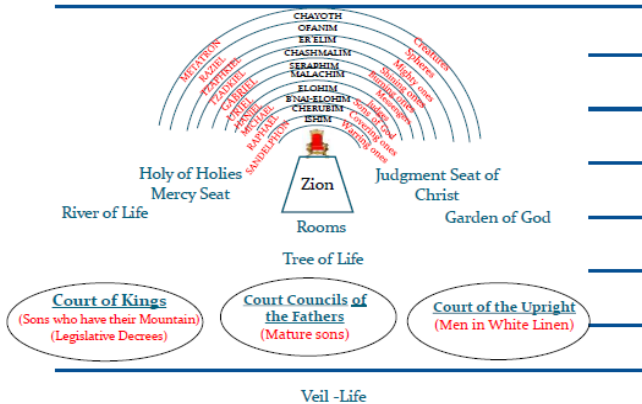 CHAYOTH
OFANIM
ER'ELIM
CHASHMALIM
SERAPHIM
MALACHIM
ELOHIM
B'NAI-ELOHIM
CHERUBIM
ISHIM
METATRON
RAZIEL
TZAPHKIEL
TZADKIEL
GABRIEL
URIEL
HANIEL
MICHAEL
RAPHAEL
SANDELPHON
Creatures
Spheres
Mighty ones
Shining ones
Burning ones
Messengers
Judges
Sons of God
Covering ones
Warring ones
Zion
Holy of Holies
Mercy Seat
Judgment Seat of
Christ
River of Life
Garden of God
Rooms
Tree of Life
Court of Kings
(Sons who have their Mountain)
(Legislative Decrees)
Court Councils of
the Fathers
(Mature sons)
Court of the Upright
(Men in White Linen)
Veil -Life